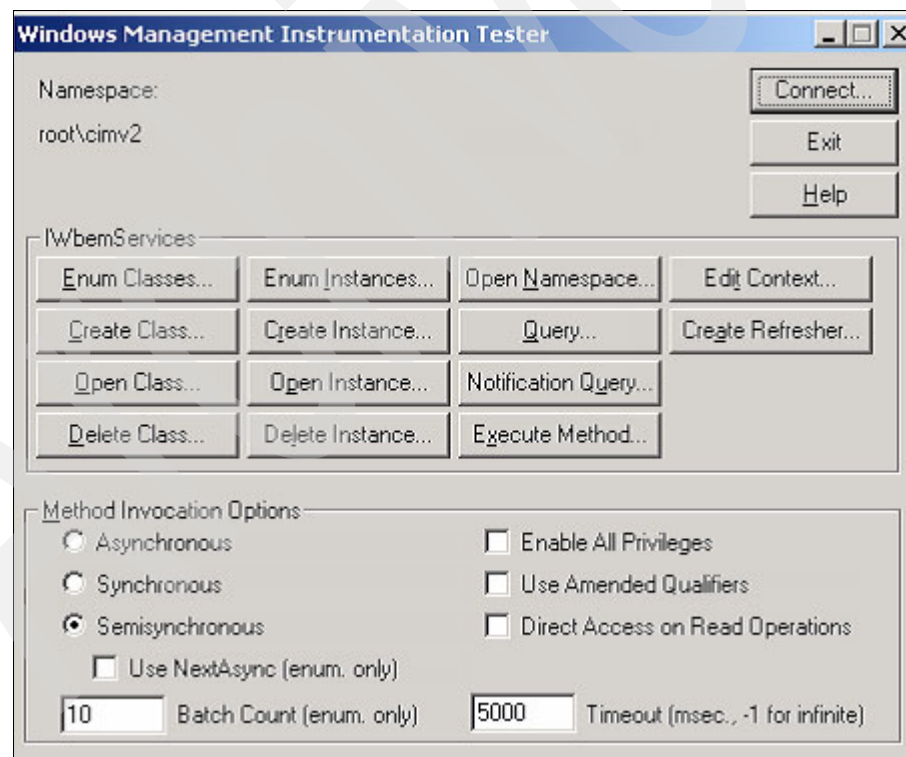 Windows Management Instrumentation Tester
Namespace:
root\cimv2
Connect...
Exit
Help
IWbemServices
Enum Classes... Enum Instances... Open Namespace... Edit Context...
Create Class... Create Instance... Query... Create Refresher...
Open Class... Open Instance... Notification Query...
Delete Class... Delete Instance... Execute Method...
Method Invocation Options
Asynchronous Enable All Privileges
Synchronous Use Amended Qualifiers
Semisynchronous Direct Access on Read Operations
Use NextAsync (enum. only)
10 Batch Count (enum. only) 5000 Timeout (msec., -1 for infinite)